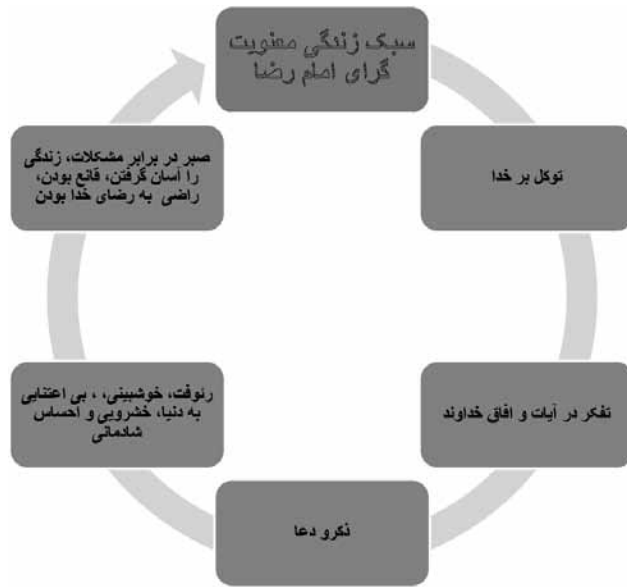 سبک زندگی معنویت
گرای امام رضا
توکل بر خدا
تفکر در آیات و افاق خداوند
ذکرو دعا
رئوفت، خوشبینی، ، بی اعتنایی
به دنیا، خشرویی و احساس
شادمانی
صبر در برابر مشکلات، زندگی
را آسان گرفتن، قانع بودن،
راضی به رضای خدا بودن